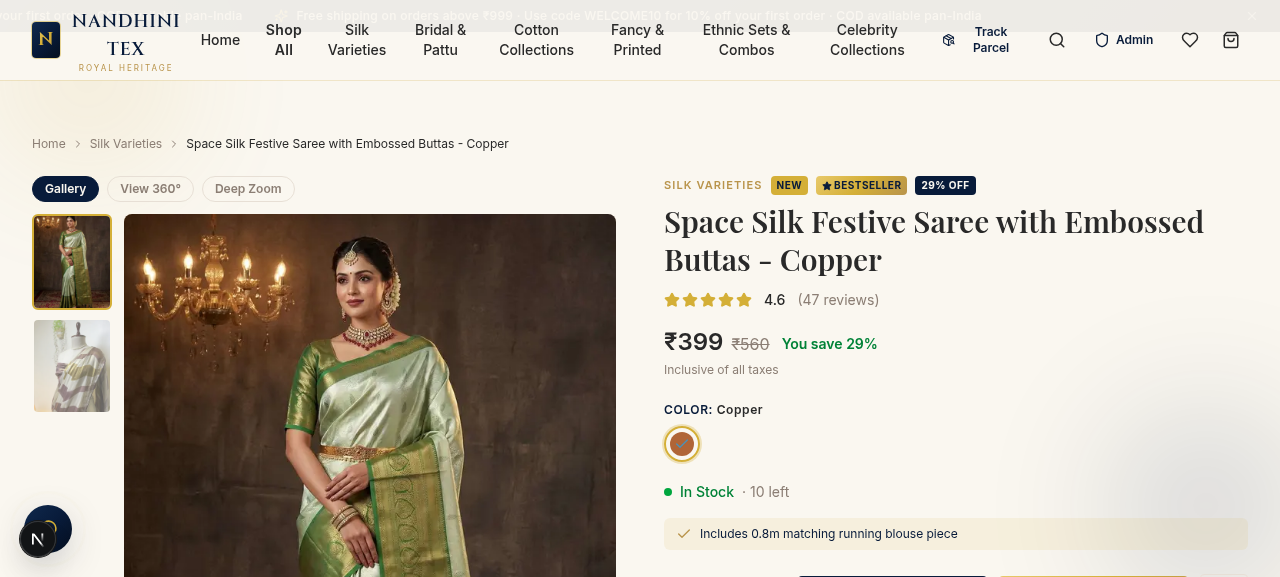 your first order · COD available pan-India
Free shipping on orders above ₹999 · Use code WELCOME10 for 10% off your first order · COD available pan-India
N
NANDHINI
TEX
ROYAL HERITAGE
Home
Shop
All
Silk
Varieties
Bridal &
Pattu
Cotton
Collections
Fancy &
Printed
Ethnic Sets &
Combos
Celebrity
Collections
Track
Parcel
Admin
Home
Silk Varieties
Space Silk Festive Saree with Embossed Buttas - Copper
Gallery
View 360°
Deep Zoom
SILK VARIETIES
NEW
BESTSELLER
29% OFF
Space Silk Festive Saree with Embossed
Buttas - Copper
4.6 (47 reviews)
₹399 ₹560 You save 29%
Inclusive of all taxes
COLOR: Copper
In Stock · 10 left
Includes 0.8m matching running blouse piece
N